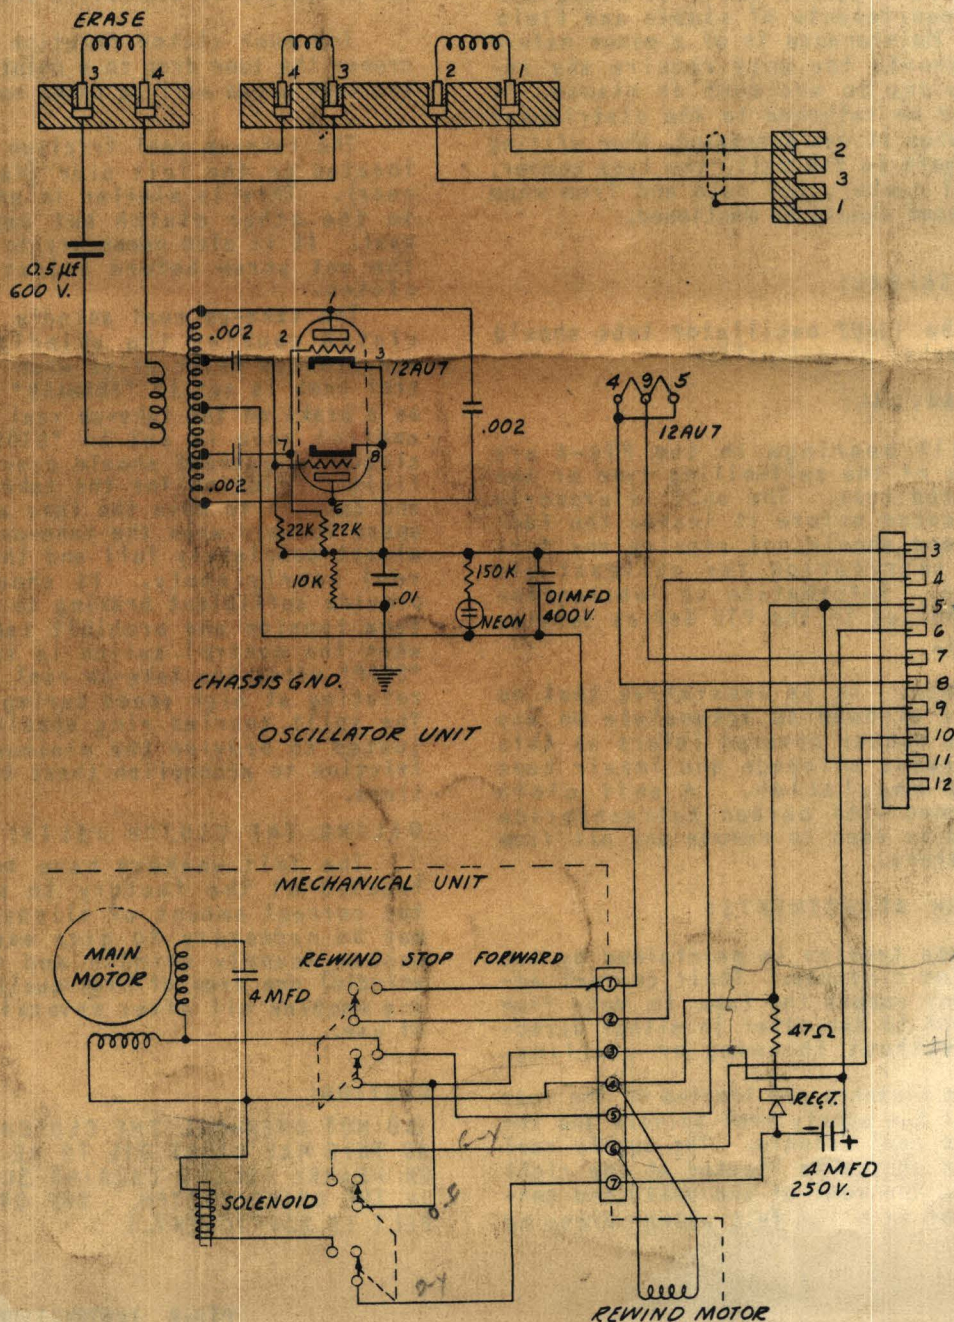 ERASE
3 4 4 3 2 1
2
3
1
0.5 µf
600 V.
.002
1
2
3
12AU7
4 9 5
12AU7
.002
7
8
.002
6
22K 22K
3
10K
.01
150K
.01MFD
400 V.
4
5
NEON
6
7
CHASSIS GND.
8
9
OSCILLATOR UNIT
10
11
12
MECHANICAL UNIT
MAIN
MOTOR
4 MFD
REWIND STOP FORWARD
1
2
3
4
5
6
7
47Ω
#
RECT.
- +
4 MFD
250 V.
SOLENOID
REWIND MOTOR